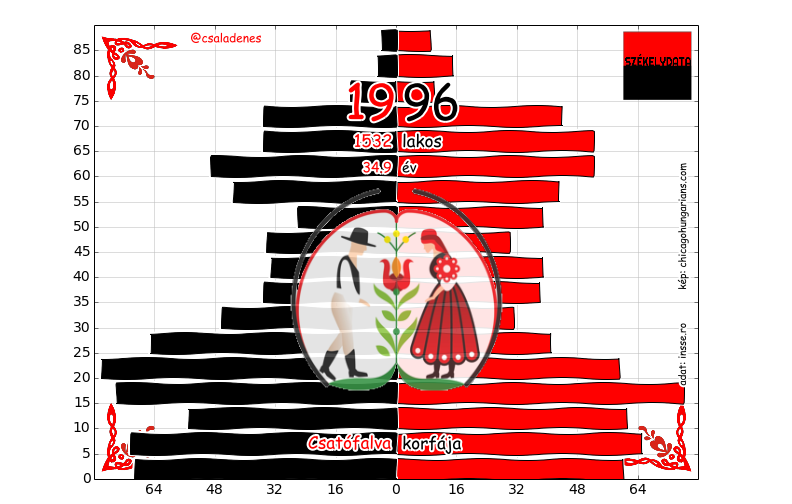 @csaladenes
SZÉKELYDATA
1996
1532 lakos
34.9 év
kép: chicagohungarians.com
adat: insse.ro
Csatófalva korfája
85
80
75
70
65
60
55
50
45
40
35
30
25
20
15
10
5
0
64 48 32 16 0 16 32 48 64